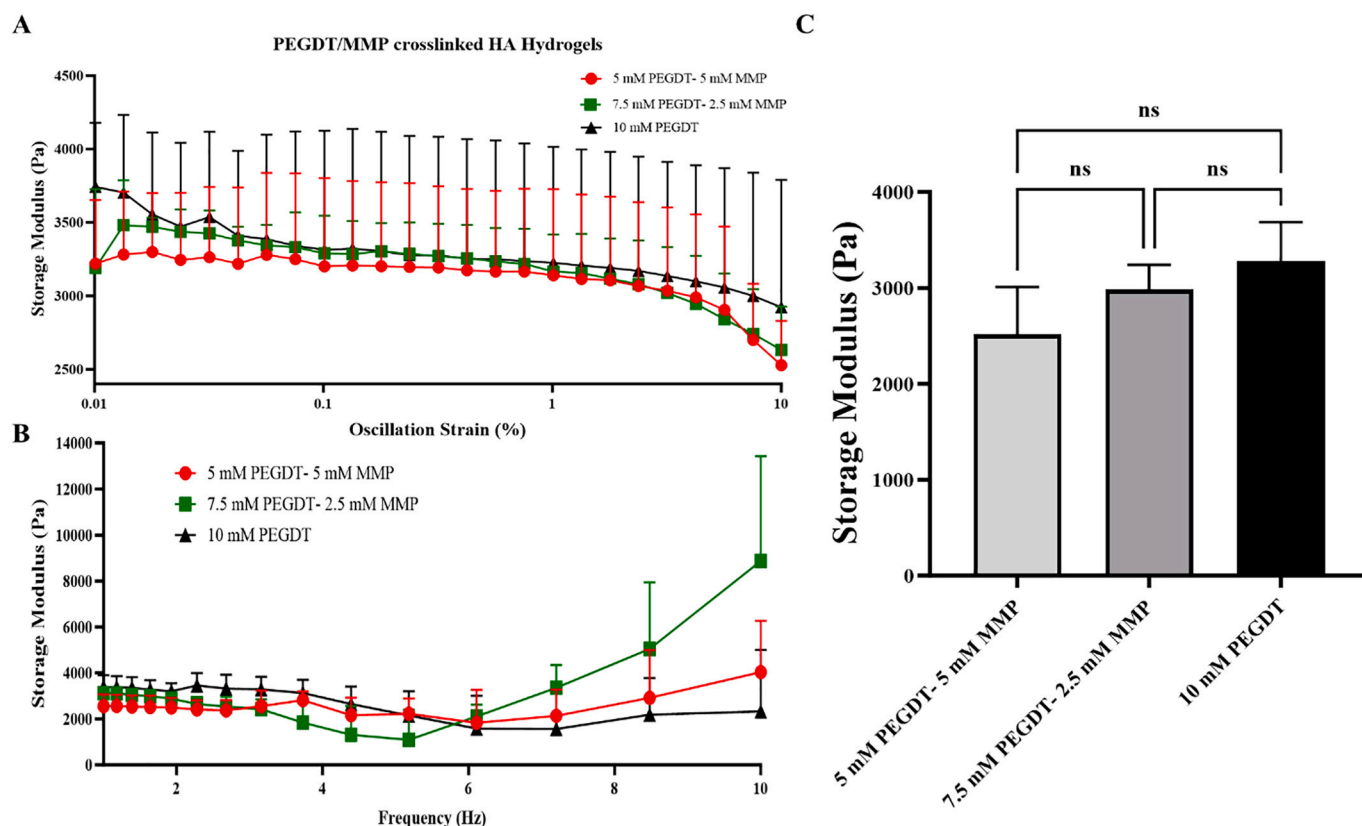 A
PEGDT/MMP crosslinked HA Hydrogels
5 mM PEGDT- 5 mM MMP
7.5 mM PEGDT- 2.5 mM MMP
10 mM PEGDT
Storage Modulus (Pa)
4500
4000
3500
3000
2500
0.01
0.1
1
10
Oscillation Strain (%)
B
5 mM PEGDT- 5 mM MMP
7.5 mM PEGDT- 2.5 mM MMP
10 mM PEGDT
Storage Modulus (Pa)
14000
12000
10000
8000
6000
4000
2000
0
2
4
6
8
10
Frequency (Hz)
C
ns
ns
ns
Storage Modulus (Pa)
4000
3000
2000
1000
0
5 mM PEGDT- 5 mM MMP
7.5 mM PEGDT- 2.5 mM MMP
10 mM PEGDT